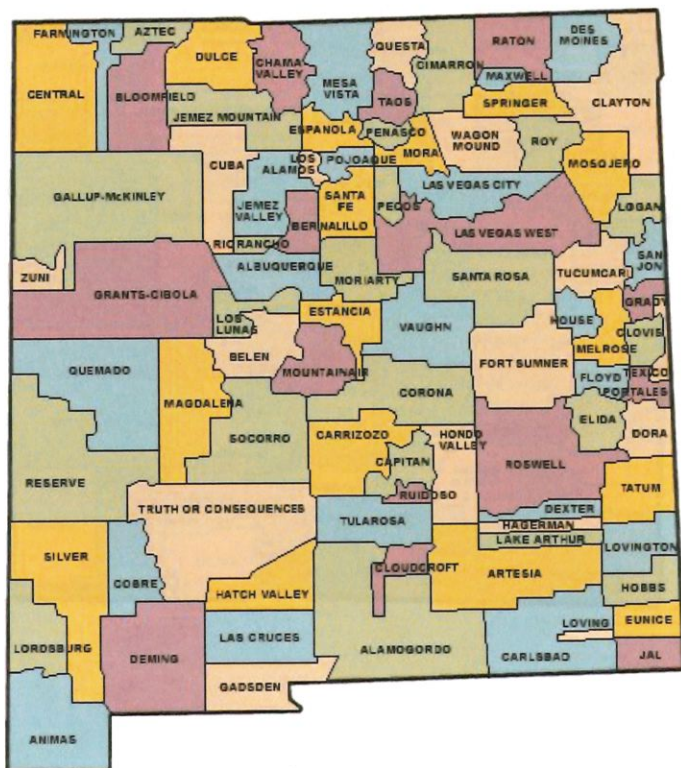 FARMINGTON
AZTEC
DULCE
CHAMA
VALLEY
MESA
VISTA
QUESTA
CIMARRON
RATON
DES
MOINES
MAXWELL
CENTRAL
BLOOMFIELD
TAOS
SPRINGER
CLAYTON
JEMEZ MOUNTAIN
ESPANOLA
PENASCO
WAGON
MOUND
ROY
MORA
MOSQJERO
CUBA
LOS
ALAMOS
POJOAQUE
GALLUP-McKINLEY
JEMEZ
VALLEY
SANTA
FE
PECOS
LAS VEGAS CITY
LOGAN
BERNALILLO
LAS VEGAS WEST
RIO RANCHO
ZUNI
ALBUQUERQUE
MORIARTY
SANTA ROSA
TUCUMCARI
SAN
JON
GRANTS-CIBOLA
GRADY
LOS
LUNAS
ESTANCIA
VAUGHN
HOUSE
CLOVIS
BELEN
MELROSE
QUEMADO
MOUNTAINAIR
FORT SUMNER
FLOYD
TEXICO
PORTALES
MAGDALENA
CORONA
ELIDA
SOCORRO
CARRIZOZO
HONDO
VALLEY
DORA
CAPITAN
ROSWELL
RESERVE
TATUM
RUIDOSO
TRUTH OR CONSEQUENCES
TULAROSA
DEXTER
HAGERMAN
LAKE ARTHUR
SILVER
LOVINGTON
COBRE
CLOUDCROFT
ARTESIA
HATCH VALLEY
HOBBS
LAS CRUCES
LOVING
EUNICE
LORDSBURG
DEMING
ALAMOGORDO
CARLSBAD
JAL
GADSDEN
ANIMAS